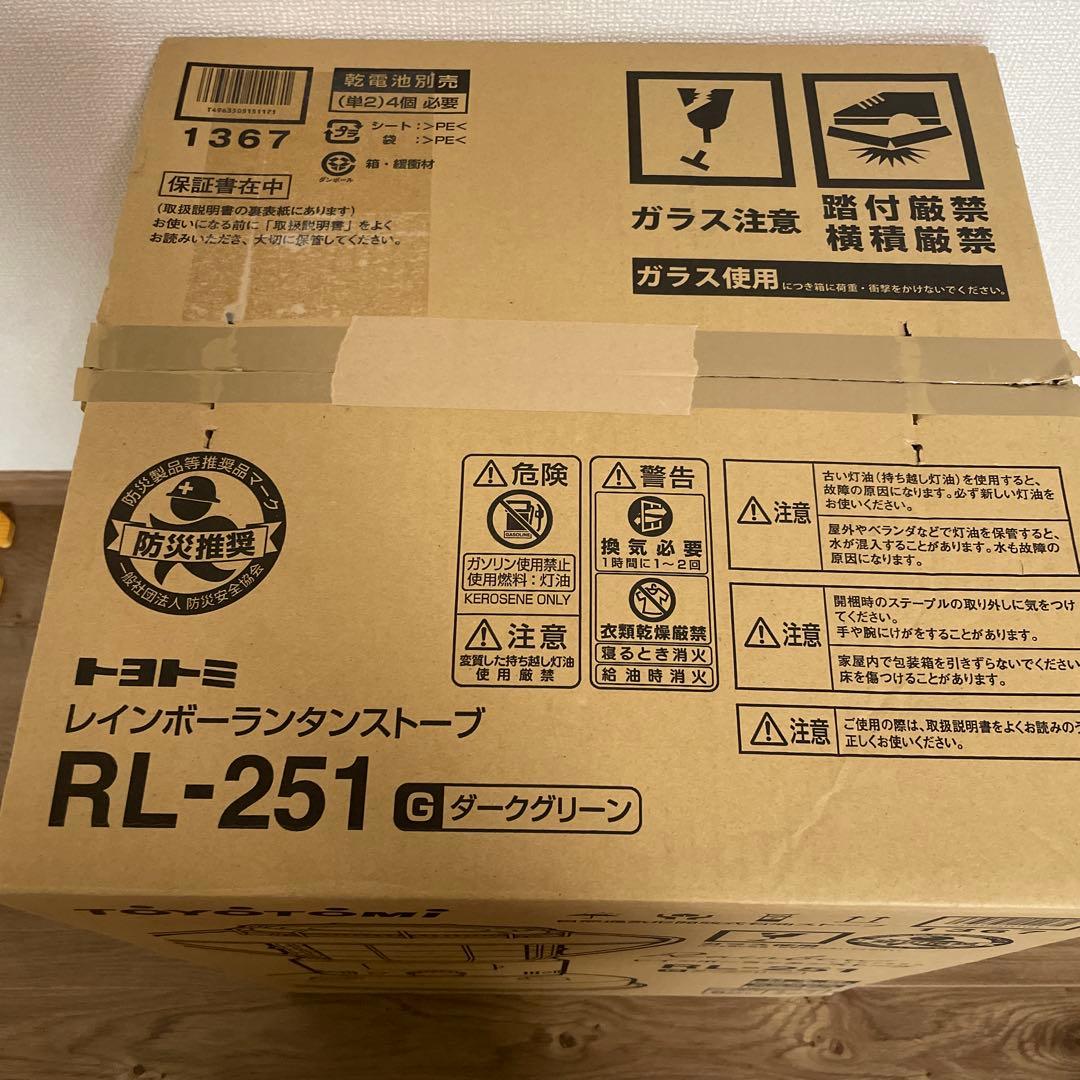 T4963505151121
1367
乾電池別売
(単2)4個 必要
プラ
シート:>PE<
袋 :>PE<
ダンボール
箱・緩衝材
保証書在中
(取扱説明書の裏表紙にあります)
お使いになる前に「取扱説明書」をよく
お読みいただき、大切に保管してください。
ガラス注意
踏付厳禁
横積厳禁
ガラス使用につき箱に荷重・衝撃をかけないでください。
防災製品等推奨品マーク
防災推奨
一般社団法人 防災安全協会
危険
GASOLINE
ガソリン使用禁止
使用燃料:灯油
KEROSENE ONLY
注意
変質した持ち越し灯油
使用厳禁
警告
換気必要
1時間に1〜2回
衣類乾燥厳禁
寝るとき消火
給油時消火
注意
古い灯油(持ち越し灯油)を使用すると、
故障の原因になります。必ず新しい灯油を
お使いください。
屋外やベランダなどで灯油を保管すると、
水が混入することがあります。水も故障の
原因になります。
注意
開梱時のステープルの取り外しに気をつけ
てください。
手や腕にけがをすることがあります。
家屋内で包装箱を引きずらないでください
床を傷つけることがあります。
注意
ご使用の際は、取扱説明書をよくお読みのう
正しくお使いください。
トヨトミ
レインボーランタンストーブ
RL-251 G ダークグリーン
TOYOTOMI
RL-251